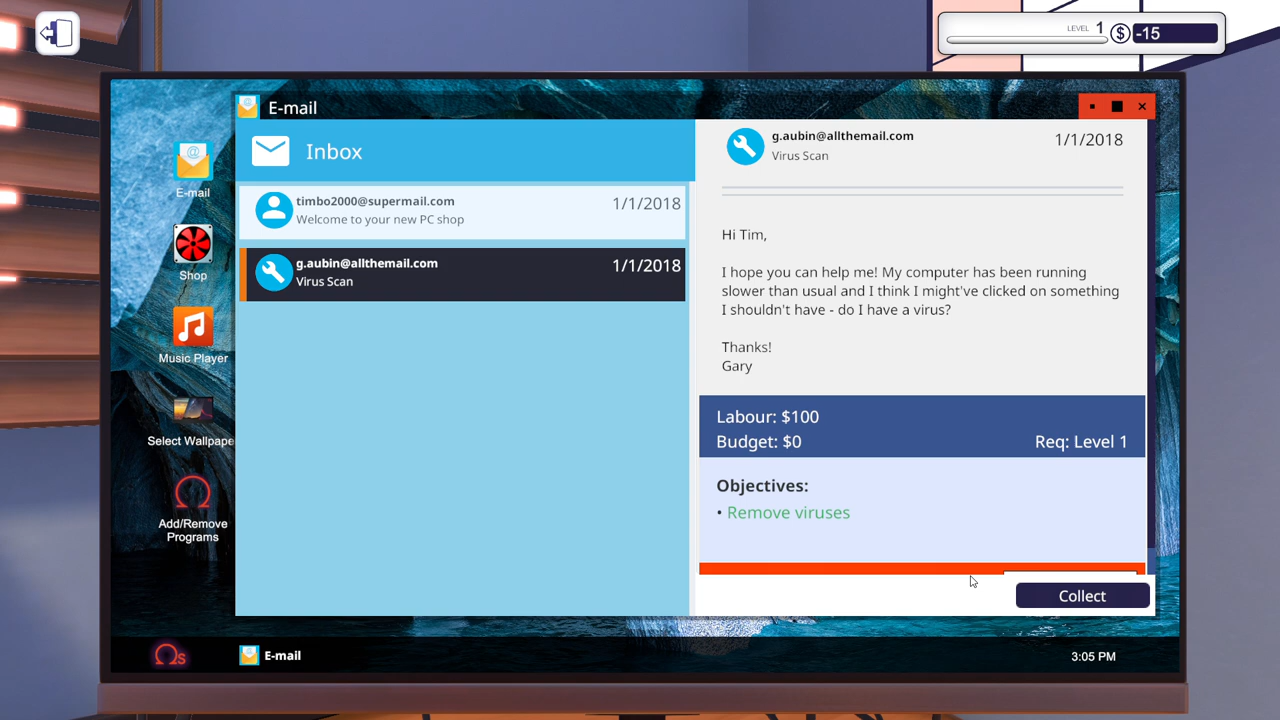 LEVEL 1 $ -15
E-mail
Inbox
timbo2000@supermail.com 1/1/2018
Welcome to your new PC shop
g.aubin@allthemail.com 1/1/2018
Virus Scan
g.aubin@allthemail.com 1/1/2018
Virus Scan
Hi Tim,
I hope you can help me! My computer has been running
slower than usual and I think I might've clicked on something
I shouldn't have - do I have a virus?
Thanks!
Gary
Labour: $100
Budget: $0 Req: Level 1
Objectives:
• Remove viruses
Collect
E-mail
Shop
Music Player
Select Wallpape
Add/Remove
Programs
Ωs
E-mail
3:05 PM